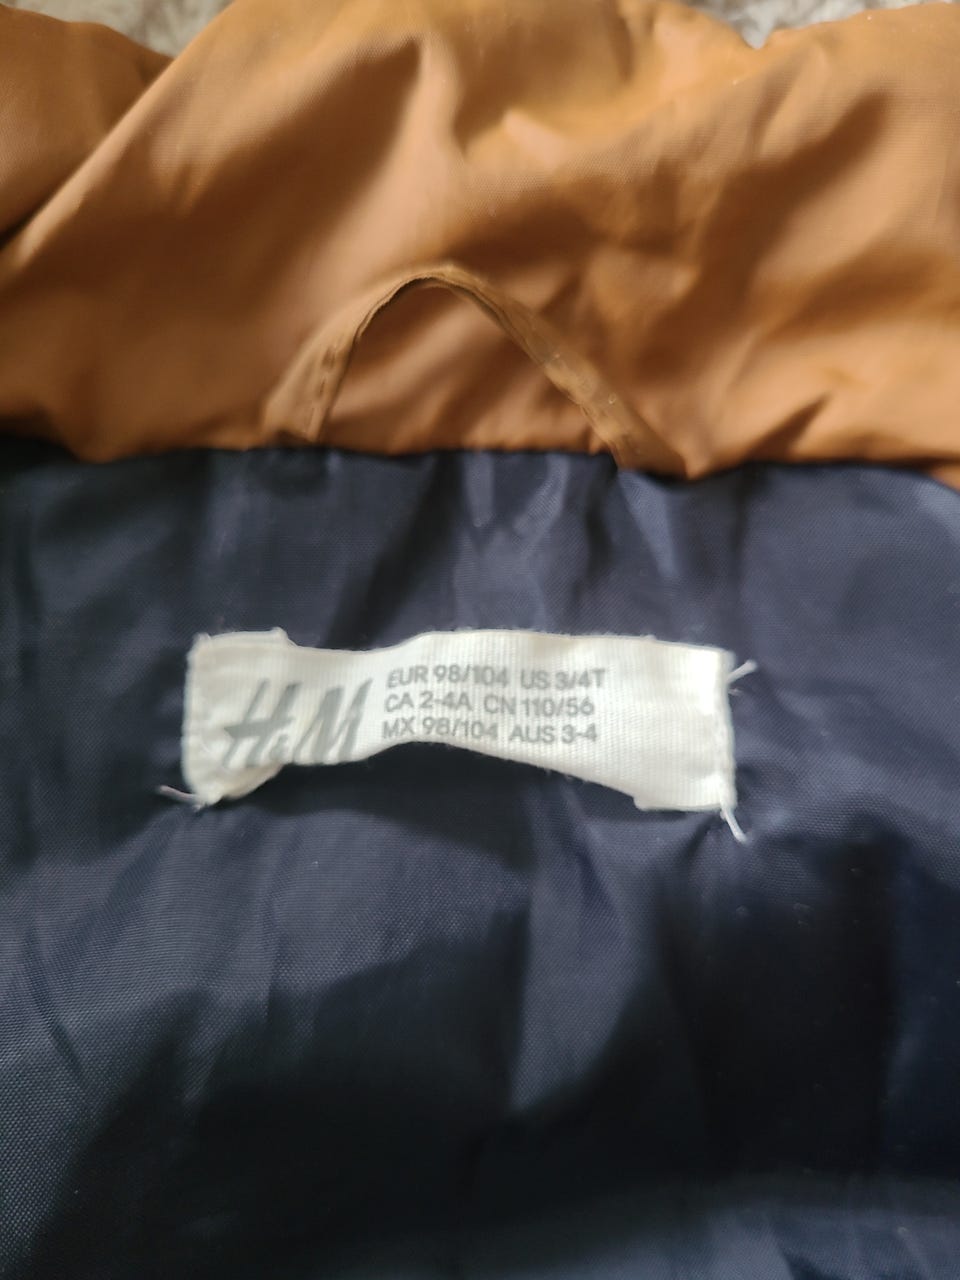 H&M
EUR 98/104 US 3/4T
CA 2-4A CN 110/56
MX 98/104 AUS 3-4